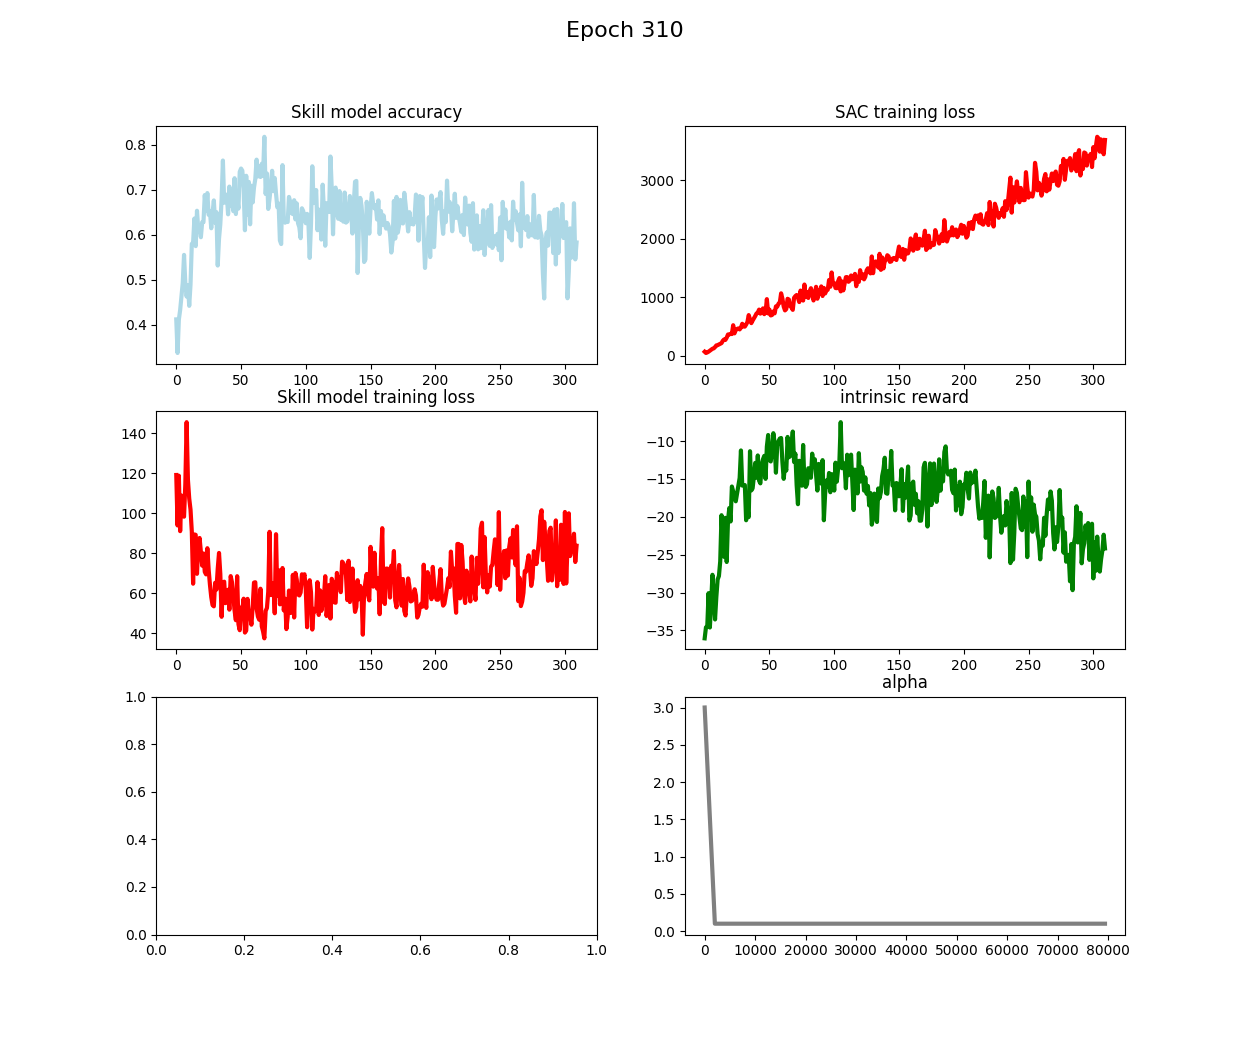 Epoch 310
Skill model accuracy
0.8
0.7
0.6
0.5
0.4
0 50 100 150 200 250 300
SAC training loss
3000
2000
1000
0
0 50 100 150 200 250 300
Skill model training loss
140
120
100
80
60
40
0 50 100 150 200 250 300
intrinsic reward
−10
−15
−20
−25
−30
−35
0 50 100 150 200 250 300
1.0
0.8
0.6
0.4
0.2
0.0
0.0 0.2 0.4 0.6 0.8 1.0
alpha
3.0
2.5
2.0
1.5
1.0
0.5
0.0
0 10000 20000 30000 40000 50000 60000 70000 80000